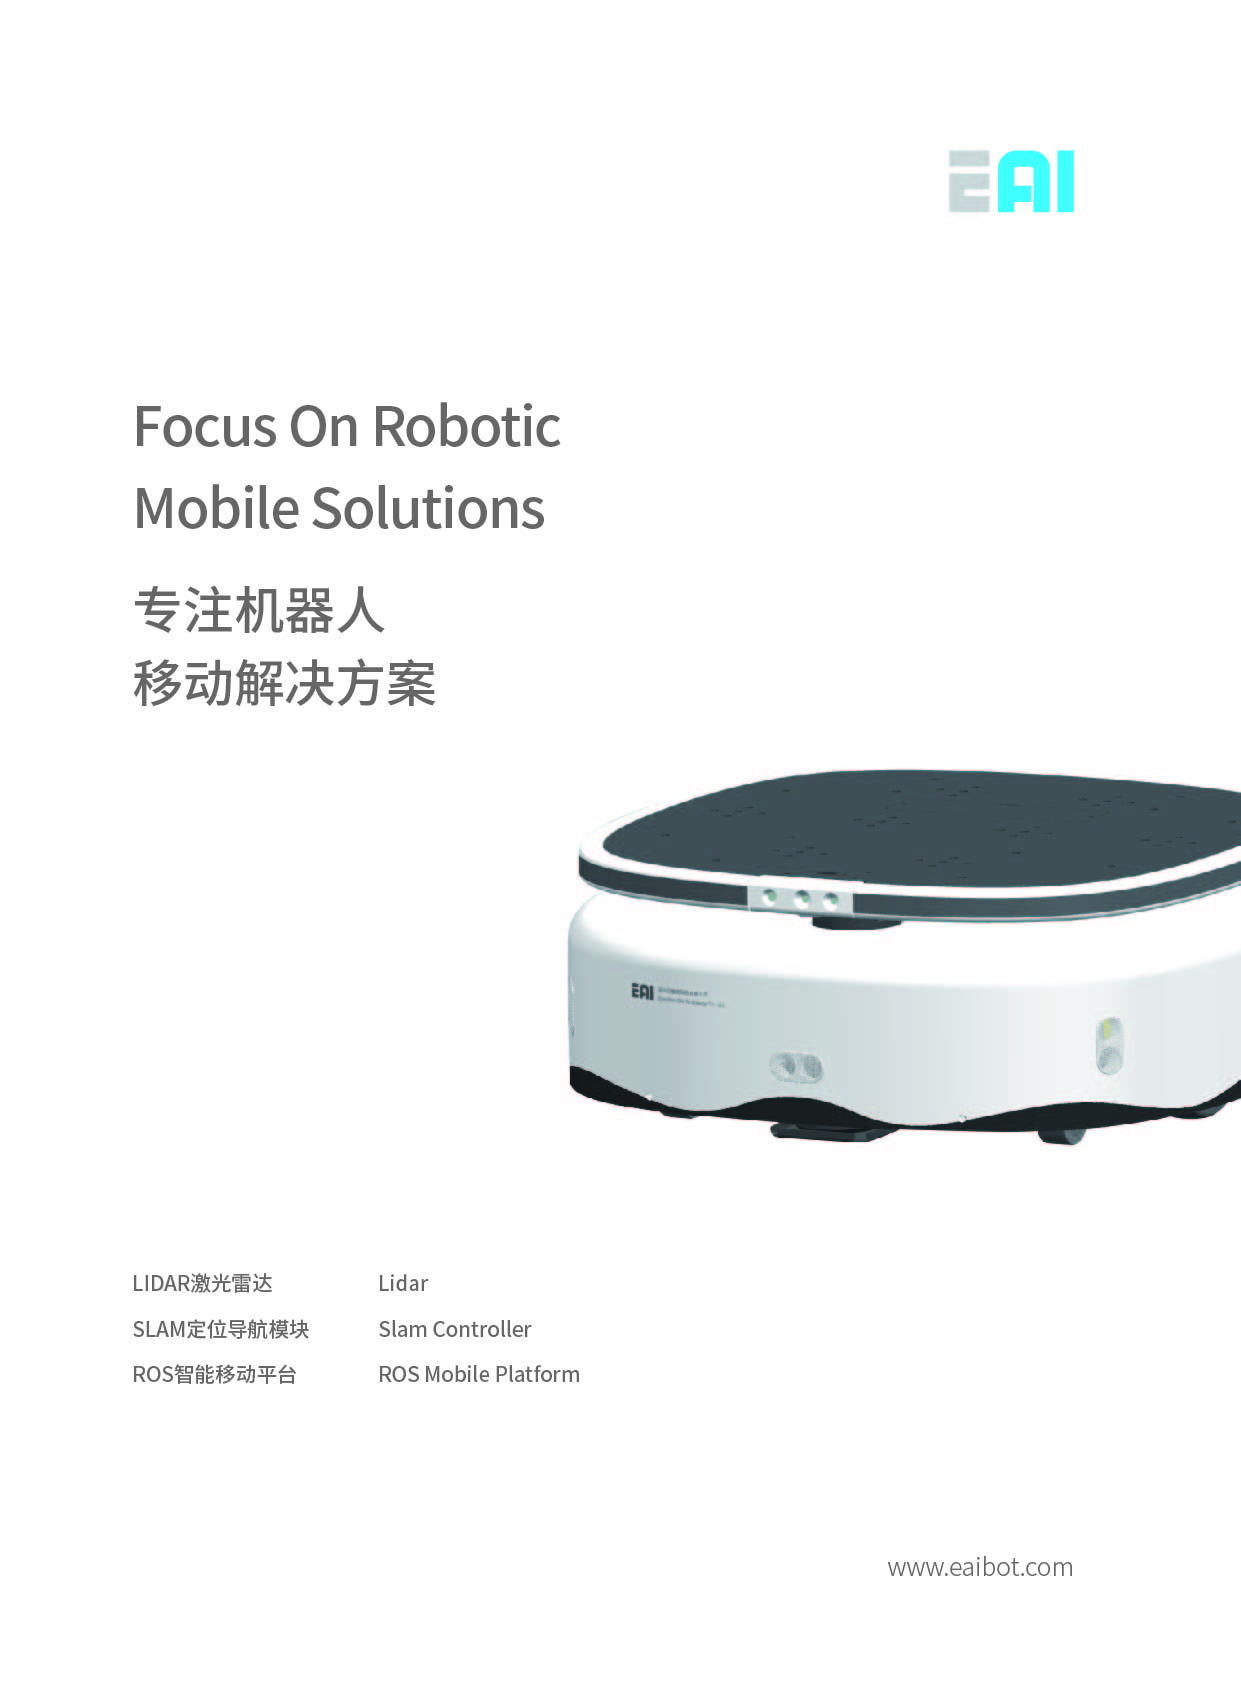 EAI
Focus On Robotic
Mobile Solutions
专注机器人
移动解决方案
EAI
LIDAR激光雷达 Lidar
SLAM定位导航模块 Slam Controller
ROS智能移动平台 ROS Mobile Platform
www.eaibot.com